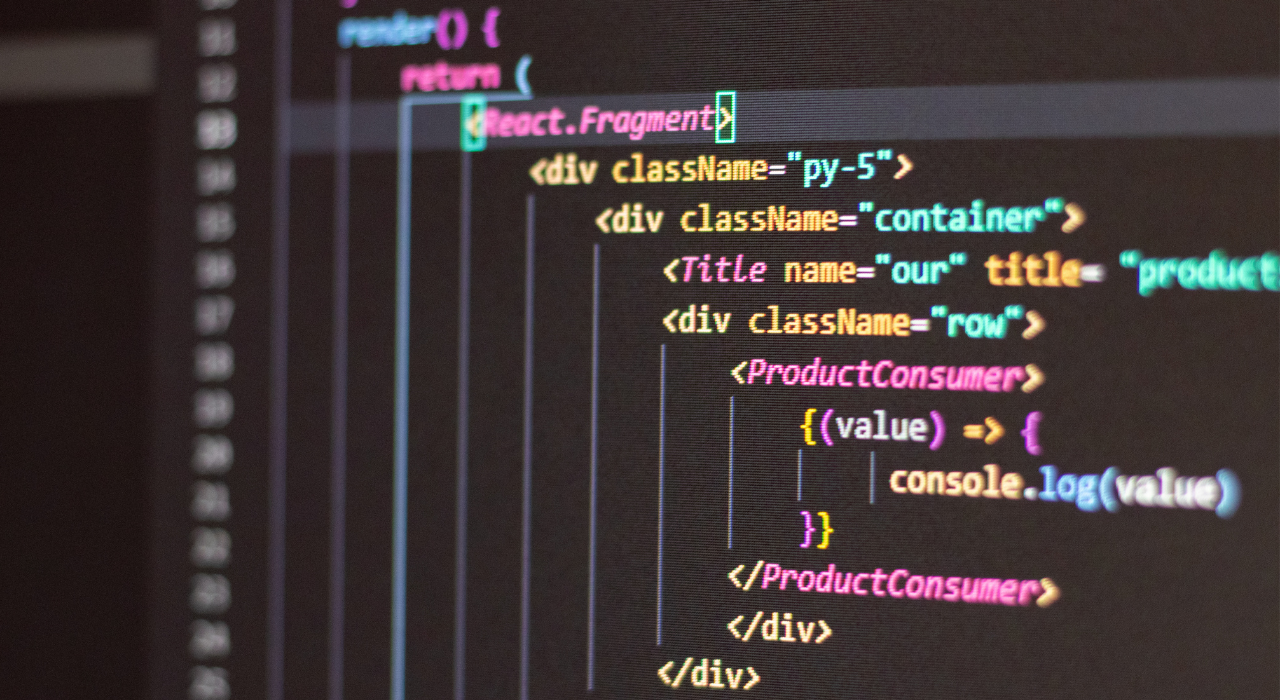 render() {
return (
<React.Fragment>
<div className="py-5">
<div className="container">
<Title name="our" title= "product
<div className="row">
<ProductConsumer>
{(value) => {
console.log(value)
}}
</ProductConsumer>
</div>
</div>